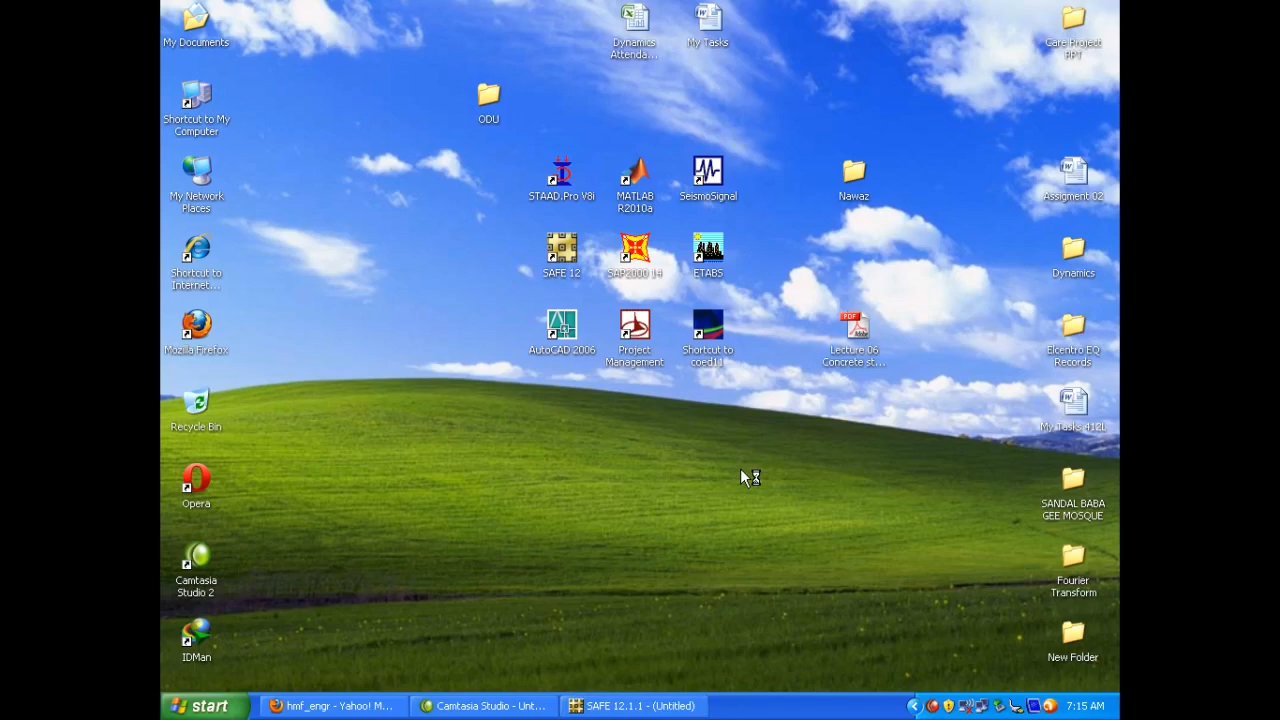 My Documents
Dynamics
Attenda...
My Tasks
Care Project
PPT
Shortcut to My
Computer
ODU
My Network
Places
STAAD.Pro V8i
MATLAB
R2010a
SeismoSignal
Nawaz
Assigment 02
Shortcut to
Internet...
SAFE 12
SAP2000 14
ETABS
Dynamics
Mozilla Firefox
AutoCAD 2006
Project
Management
Shortcut to
coed11
PDF
Adobe
Lecture 06
Concrete st...
Elcentro EQ
Records
Recycle Bin
My Tasks 412L
Opera
SANDAL BABA
GEE MOSQUE
Camtasia
Studio 2
Fourier
Transform
IDMan
New Folder
start
hmf_engr - Yahoo! M...
Camtasia Studio - Unt...
SAFE 12.1.1 - (Untitled)
7:15 AM